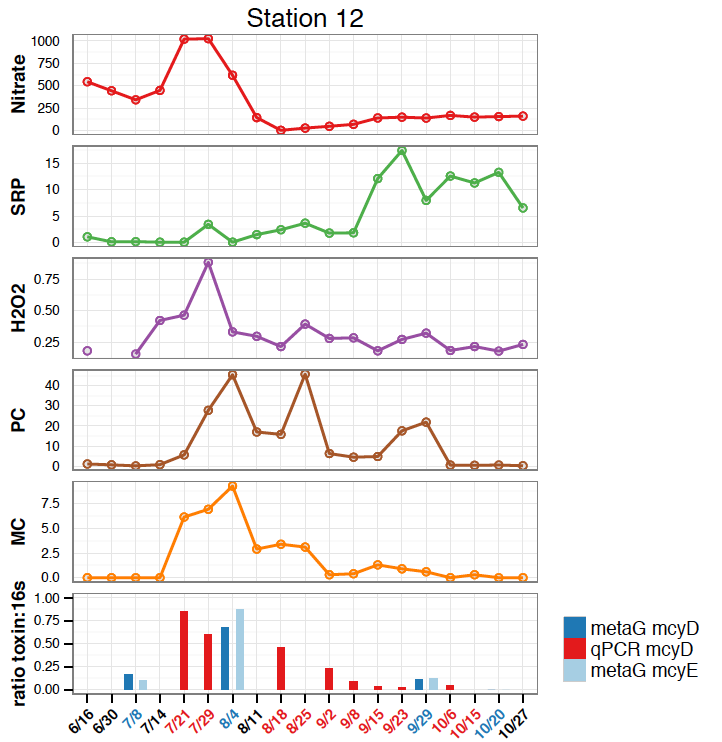 Station 12
Nitrate
1000
750
500
250
0
SRP
15
10
5
0
H2O2
0.75
0.50
0.25
PC
40
30
20
10
0
MC
7.5
5.0
2.5
0.0
ratio toxin:16s
1.00
0.75
0.50
0.25
0.00
metaG mcyD
qPCR mcyD
metaG mcyE
6/16 6/30 7/8 7/14 7/21 7/29 8/4 8/11 8/18 8/25 9/2 9/8 9/15 9/23 9/29 10/6 10/15 10/20 10/27